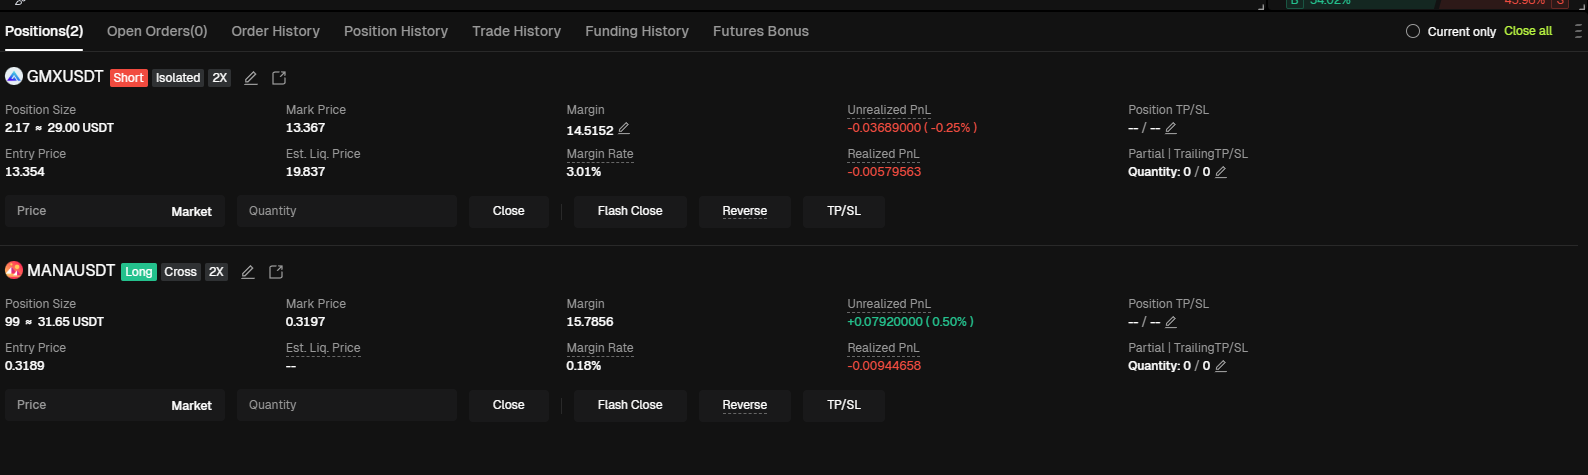 B 54.02% 45.98% S
Positions(2) Open Orders(0) Order History Position History Trade History Funding History Futures Bonus Current only Close all
GMXUSDT Short Isolated 2X
Position Size Mark Price Margin Unrealized PnL Position TP/SL
2.17 ≈ 29.00 USDT 13.367 14.5152 -0.03689000 ( -0.25% ) -- / --
Entry Price Est. Liq. Price Margin Rate Realized PnL Partial | TrailingTP/SL
13.354 19.837 3.01% -0.00579563 Quantity: 0 / 0
Price Market Quantity Close Flash Close Reverse TP/SL
MANAUSDT Long Cross 2X
Position Size Mark Price Margin Unrealized PnL Position TP/SL
99 ≈ 31.65 USDT 0.3197 15.7856 +0.07920000 ( 0.50% ) -- / --
Entry Price Est. Liq. Price Margin Rate Realized PnL Partial | TrailingTP/SL
0.3189 -- 0.18% -0.00944658 Quantity: 0 / 0
Price Market Quantity Close Flash Close Reverse TP/SL